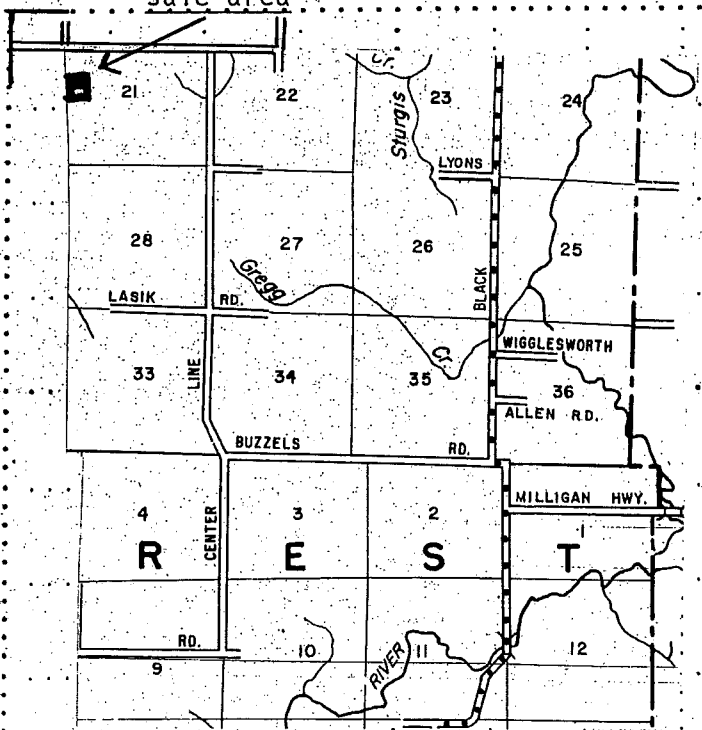 sale area
21
22
Cr.
Sturgis
23
24
LYONS
28
27
26
25
Gregg
BLACK
LASIK RD.
Cr.
WIGGLESWORTH
33
LINE
34
35
36
ALLEN RD.
BUZZELS RD.
CENTER
MILLIGAN HWY.
4
3
2
1
R E S T
RD.
9
10
RIVER
11
12